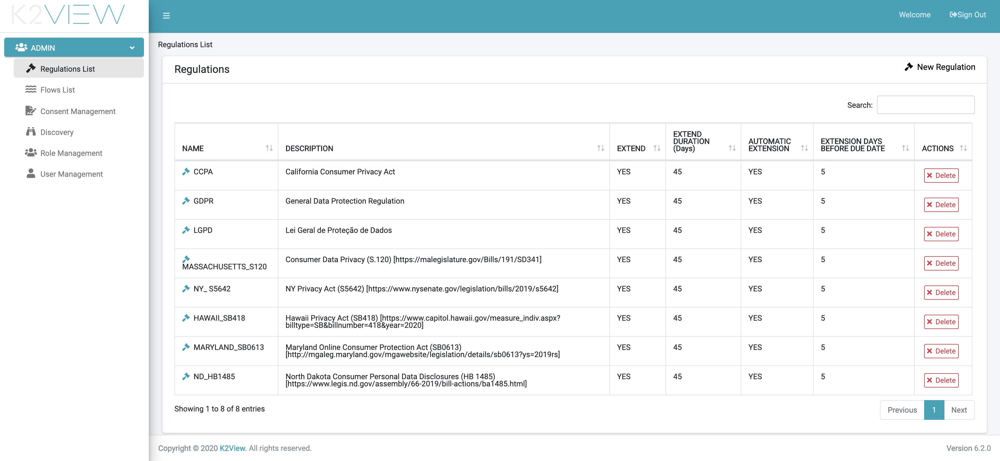 K2VIEW
Welcome
Sign Out
ADMIN
Regulations List
Flows List
Consent Management
Discovery
Role Management
User Management
Regulations List
Regulations
New Regulation
Search:
NAME
DESCRIPTION
EXTEND
EXTEND
DURATION
(Days)
AUTOMATIC
EXTENSION
EXTENSION DAYS
BEFORE DUE DATE
ACTIONS
CCPA California Consumer Privacy Act YES 45 YES 5 Delete
GDPR General Data Protection Regulation YES 45 YES 5 Delete
LGPD Lei Geral de Proteção de Dados YES 45 YES 5 Delete
MASSACHUSETTS_S120 Consumer Data Privacy (S.120) [https://malegislature.gov/Bills/191/SD341] YES 45 YES 5 Delete
NY_ S5642 NY Privacy Act (S5642) [https://www.nysenate.gov/legislation/bills/2019/s5642] YES 45 YES 5 Delete
HAWAII_SB418 Hawaii Privacy Act (SB418) [https://www.capitol.hawaii.gov/measure_indiv.aspx? YES 45 YES 5 Delete
billtype=SB&billnumber=418&year=2020]
MARYLAND_SB0613 Maryland Online Consumer Protection Act (SB0613) YES 45 YES 5 Delete
[http://mgaleg.maryland.gov/mgawebsite/legislation/details/sb0613?ys=2019rs]
ND_HB1485 North Dakota Consumer Personal Data Disclosures (HB 1485) YES 45 YES 5 Delete
[https://www.legis.nd.gov/assembly/66-2019/bill-actions/ba1485.html]
Showing 1 to 8 of 8 entries
Previous 1 Next
Copyright © 2020 K2View. All rights reserved.
Version 6.2.0